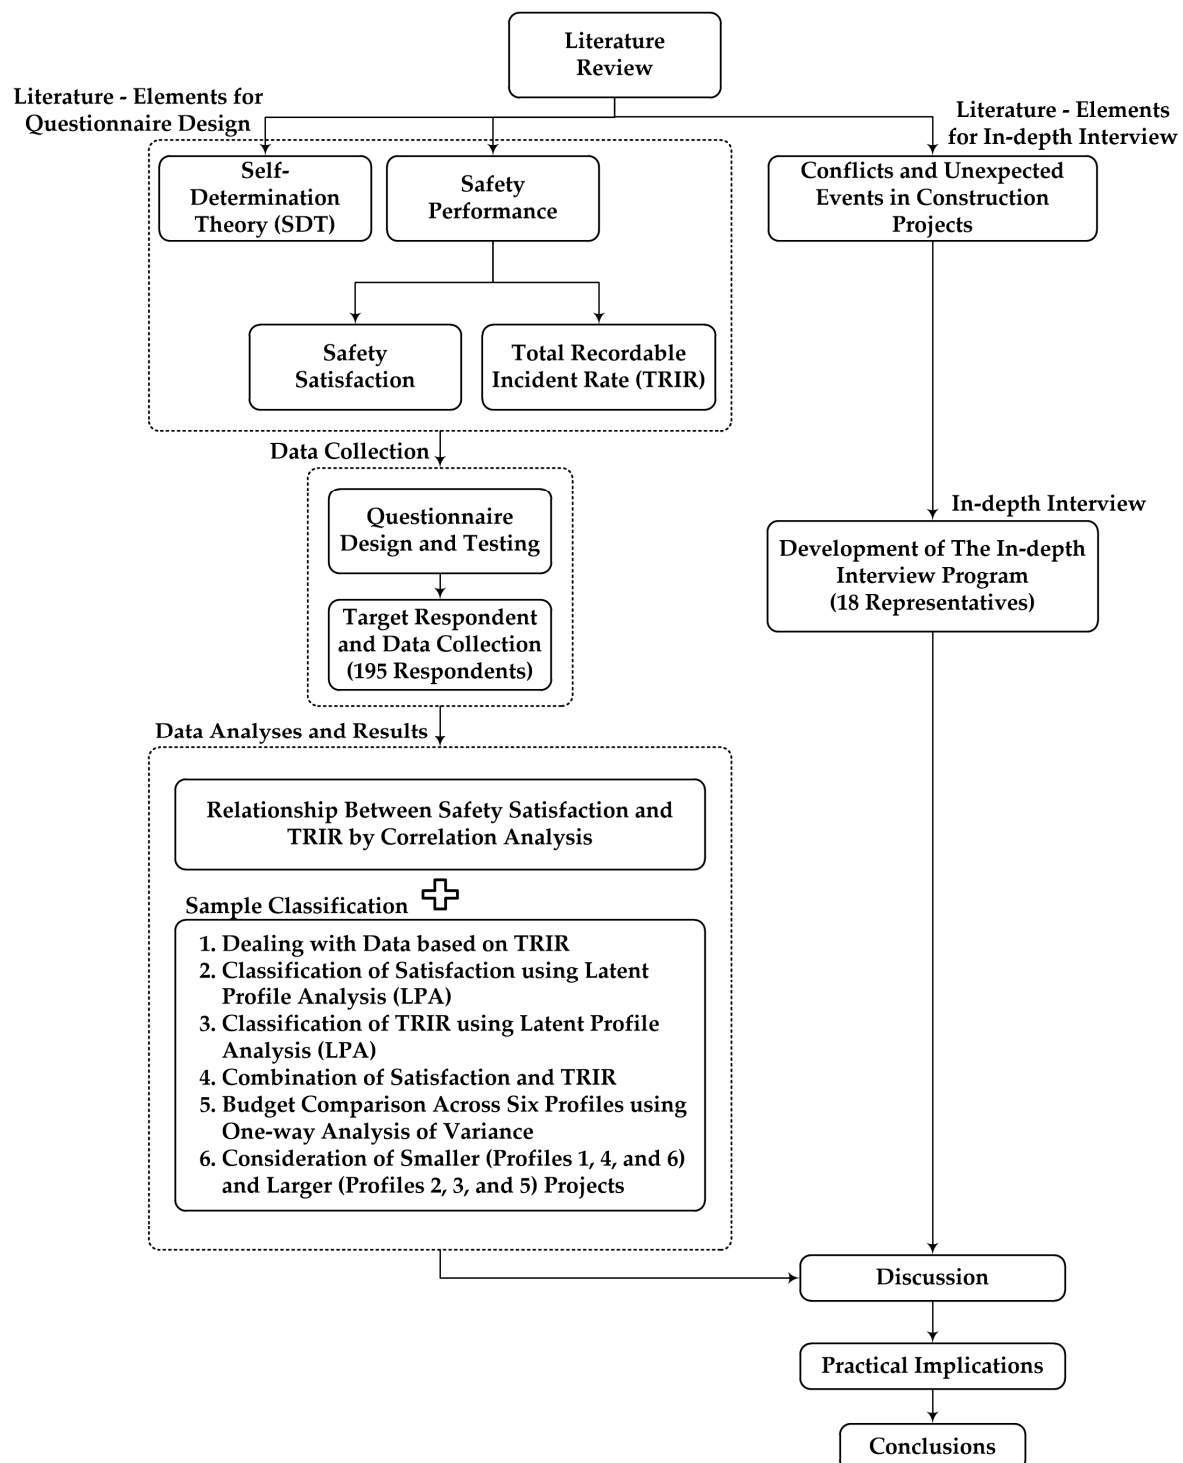 Literature
Review
Literature - Elements for
Questionnaire Design
Literature - Elements
for In-depth Interview
Self-
Determination
Theory (SDT)
Safety
Performance
Conflicts and Unexpected
Events in Construction
Projects
Safety
Satisfaction
Total Recordable
Incident Rate (TRIR)
Data Collection
Questionnaire
Design and Testing
Target Respondent
and Data Collection
(195 Respondents)
In-depth Interview
Development of The In-depth
Interview Program
(18 Representatives)
Data Analyses and Results
Relationship Between Safety Satisfaction and
TRIR by Correlation Analysis
Sample Classification
1. Dealing with Data based on TRIR
2. Classification of Satisfaction using Latent
Profile Analysis (LPA)
3. Classification of TRIR using Latent Profile
Analysis (LPA)
4. Combination of Satisfaction and TRIR
5. Budget Comparison Across Six Profiles using
One-way Analysis of Variance
6. Consideration of Smaller (Profiles 1, 4, and 6)
and Larger (Profiles 2, 3, and 5) Projects
Discussion
Practical Implications
Conclusions